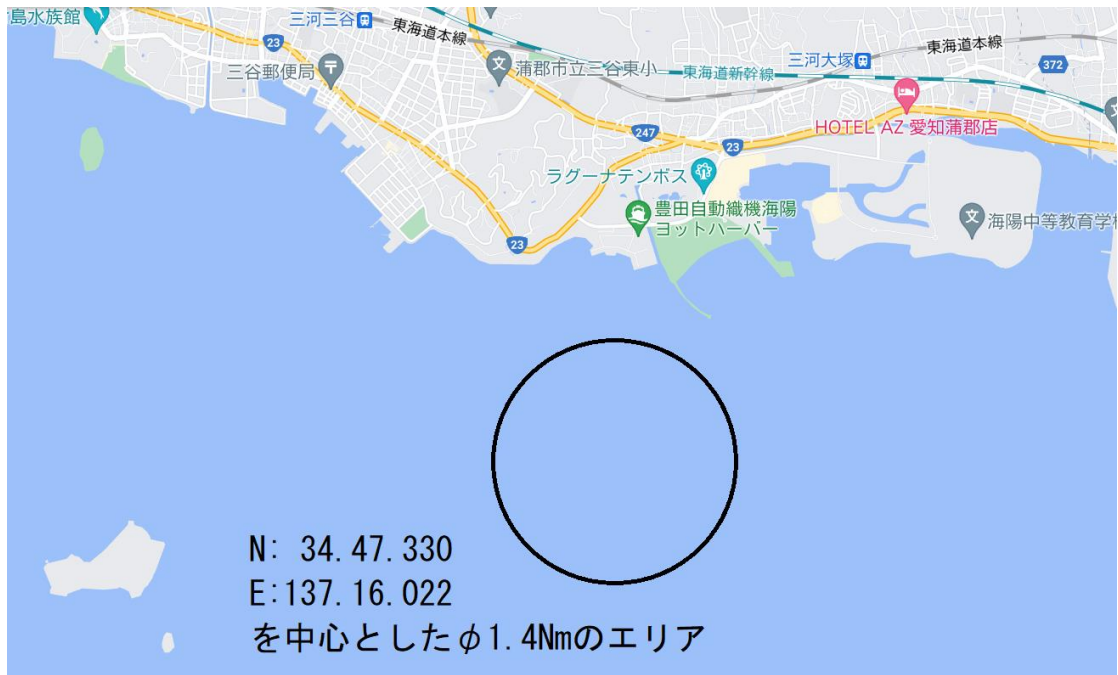 島水族館
三河三谷
東海道本線
23
三谷郵便局
蒲郡市立三谷東小
東海道新幹線
三河大塚
東海道本線
372
HOTEL AZ 愛知蒲郡店
247
23
ラグーナテンボス
豊田自動織機海陽
ヨットハーバー
海陽中等教育学
23
N: 34.47.330
E:137.16.022
を中心としたφ1.4Nmのエリア